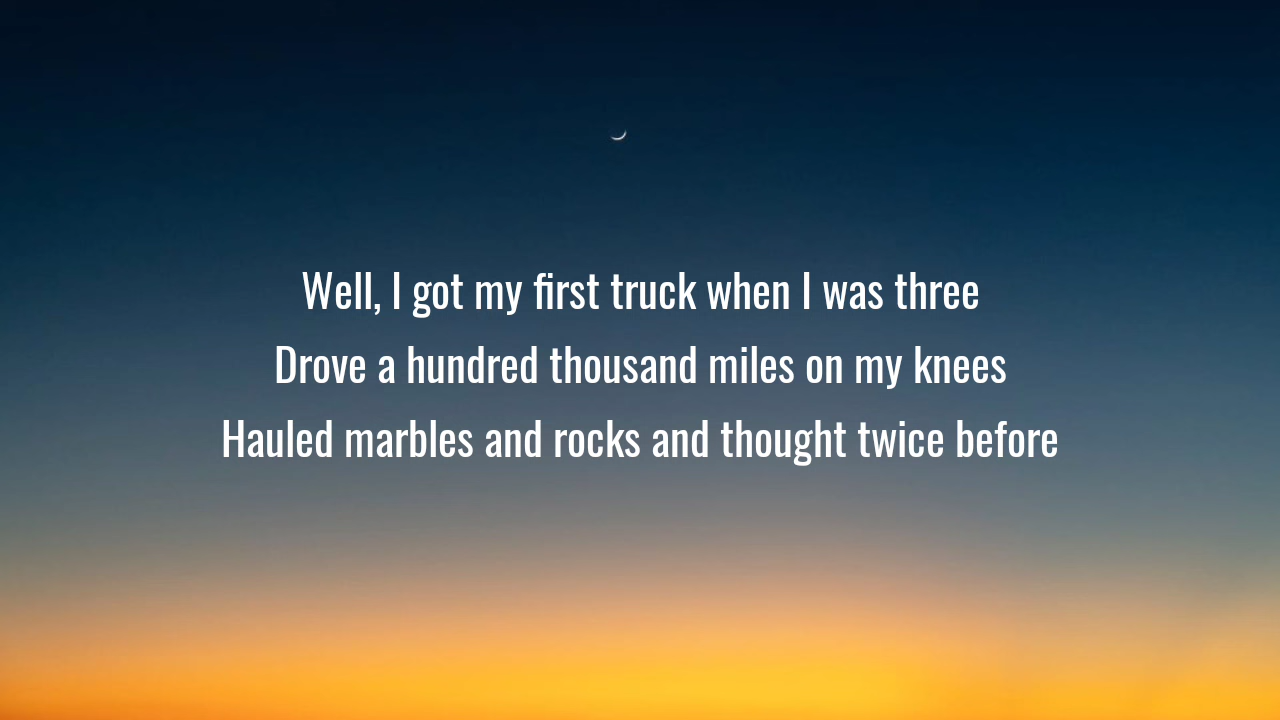 Well, I got my first truck when I was three
Drove a hundred thousand miles on my knees
Hauled marbles and rocks and thought twice before